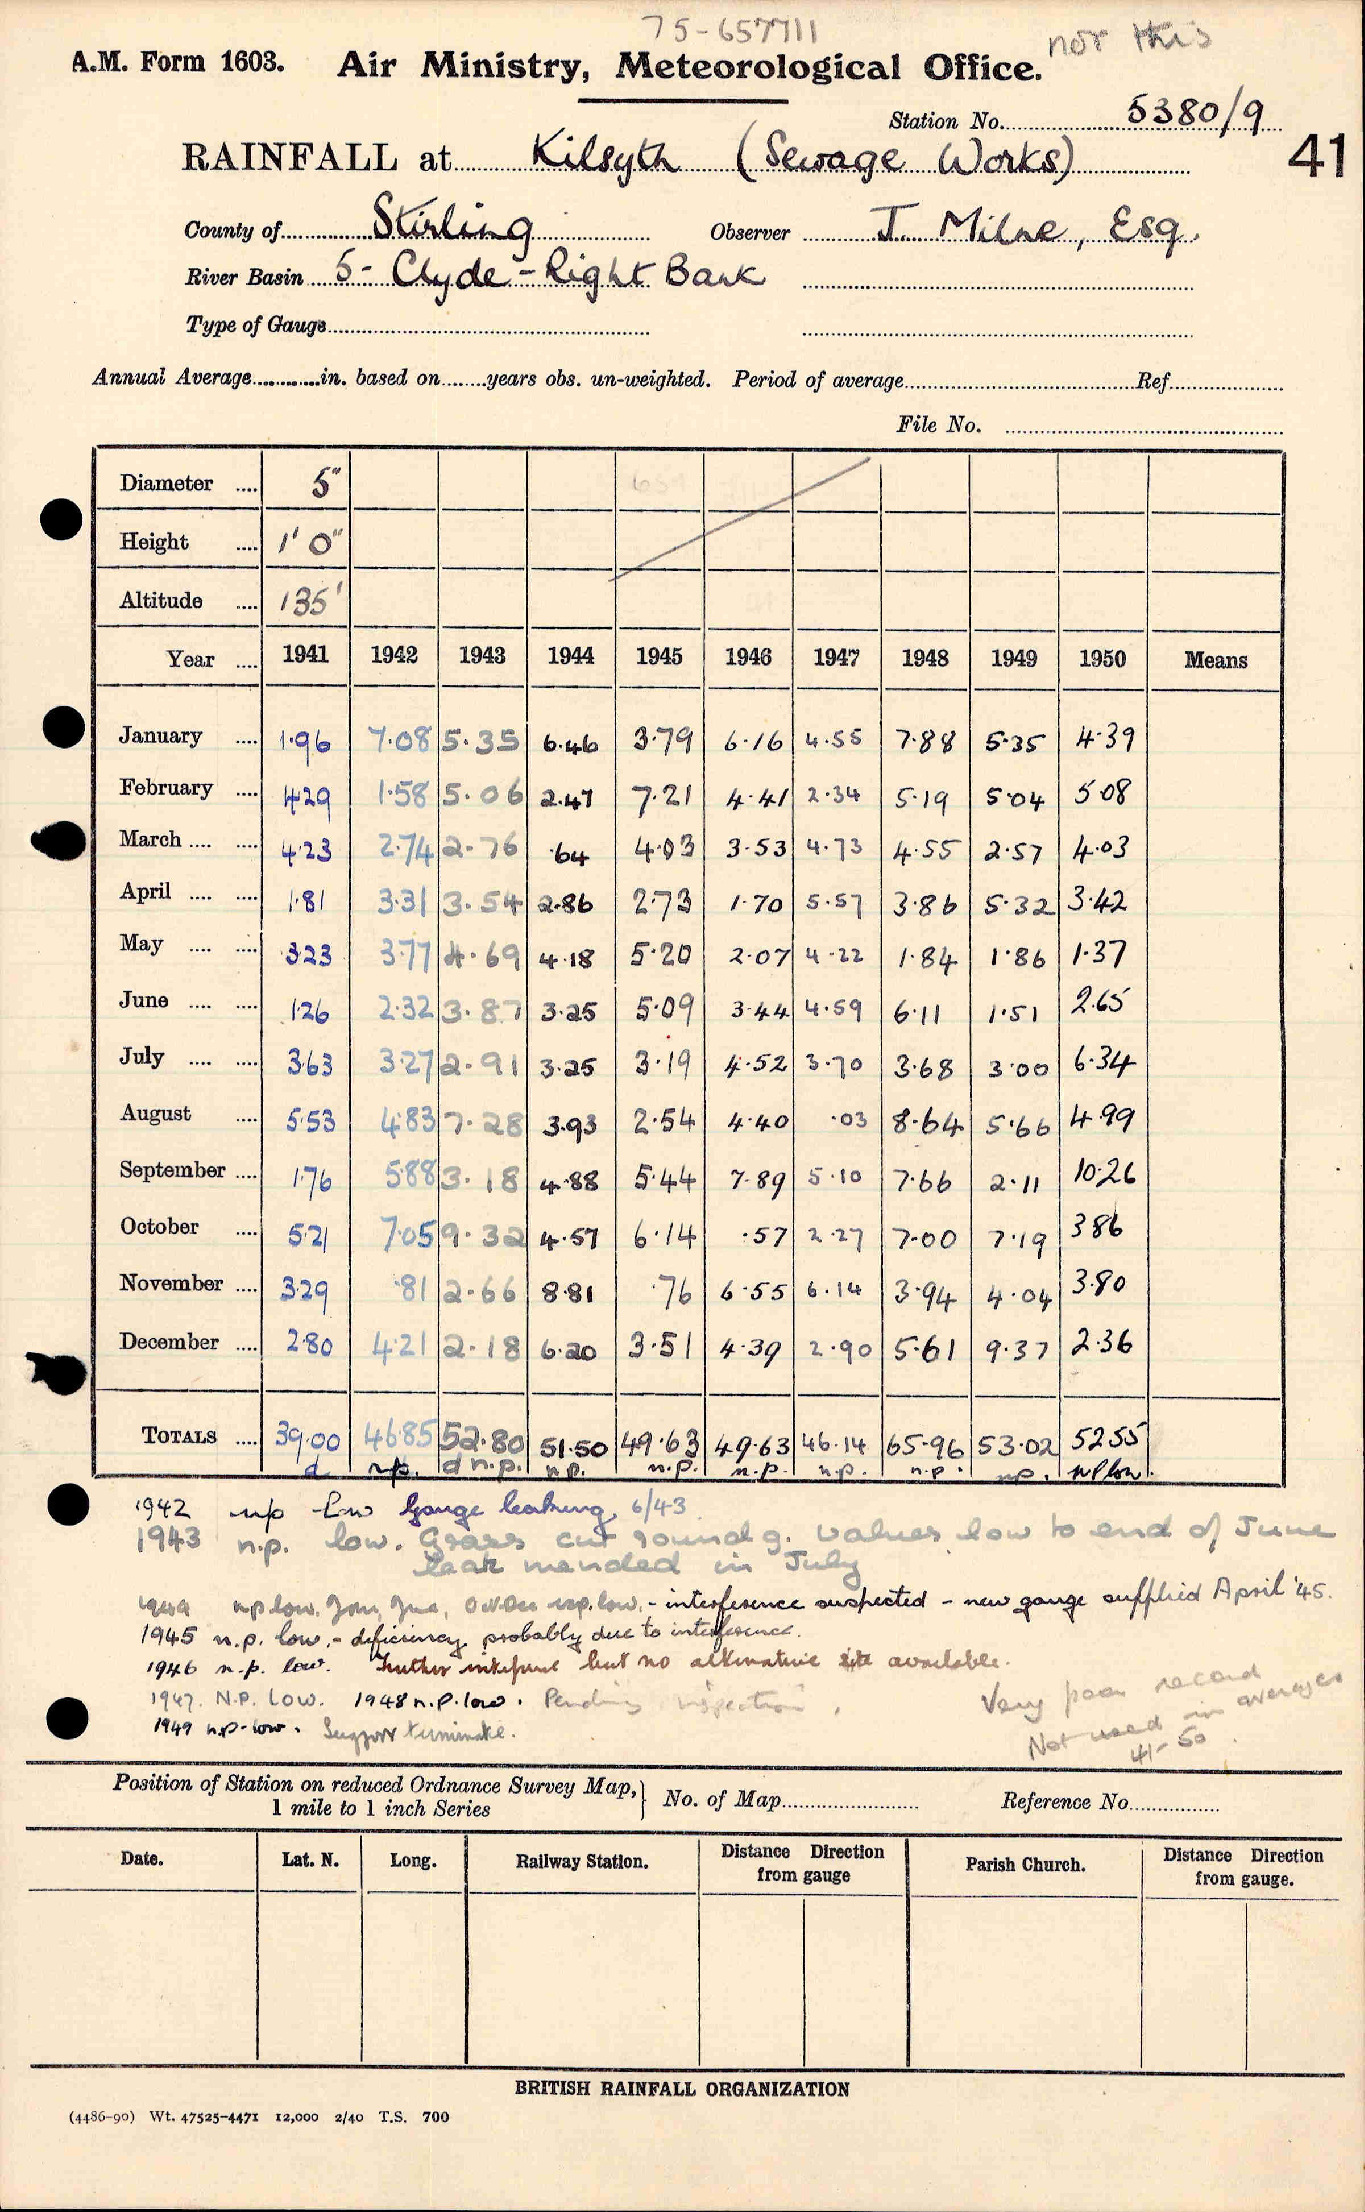 75-657711
nor this
A.M. Form 1603. Air Ministry, Meteorological Office.
Station No. 5380/9
RAINFALL at Kilsyth (Sewage Works)
41
County of Stirling Observer J. Milne, Esq.
River Basin 5 - Clyde - Right Bank
Type of Gauge
Annual Average............in. based on........years obs. un-weighted. Period of average Ref.
File No.
Diameter .... 5"
Height .... 1' 0"
Altitude .... 135'
Year .... 1941 1942 1943 1944 1945 1946 1947 1948 1949 1950 Means
January .... 1.96 7.08 5.35 6.46 3.79 6.16 4.55 7.88 5.35 4.39
February .... 4.29 1.58 5.06 2.47 7.21 4.41 2.34 5.19 5.04 5.08
March .... .... 4.23 2.74 2.76 .64 4.03 3.53 4.73 4.55 2.57 4.03
April .... .... 1.81 3.31 3.54 2.86 2.73 1.70 5.57 3.86 5.32 3.42
May .... .... 3.23 3.77 4.69 4.18 5.20 2.07 4.22 1.84 1.86 1.37
June .... .... 1.26 2.32 3.87 3.25 5.09 3.44 4.59 6.11 1.51 2.65
July .... .... 3.63 3.27 2.91 3.25 3.19 4.52 3.70 3.68 3.00 6.34
August .... 5.53 4.83 7.28 3.93 2.54 4.40 .03 8.64 5.66 4.99
September .... 1.76 5.88 3.18 4.88 5.44 7.89 5.10 7.66 2.11 10.26
October .... 5.21 7.05 9.32 4.57 6.14 .57 2.27 7.00 7.19 3.86
November .... 3.29 .81 2.66 8.81 .76 6.55 6.14 3.94 4.04 3.80
December .... 2.80 4.21 2.18 6.20 3.51 4.39 2.90 5.61 9.37 2.36
TOTALS .... 39.00 46.85 52.80 51.50 49.63 49.63 46.14 65.96 53.02 52.55
d n.p. d n.p. n.p. n.p. n.p. n.p. n.p. n.p. n.p low.
1942 n/p low Gauge leaking 6/43
1943 n.p. low. Grass cut round g. values low to end of June
leak mended in July
1944 n.p low. n.p. low. - interference suspected - new gauge supplied April '45.
1945 n.p. low. - deficiency probably due to interference.
1946 n.p. low. Further interference but no alternative site available.
1947. N.P. Low. 1948 n.p. low. Pending inspection.
1949 n.p. low. Suggest terminate.
Very poor record
Not used in averages
41-50
Position of Station on reduced Ordnance Survey Map,} No. of Map Reference No.
1 mile to 1 inch Series
Date. Lat. N. Long. Railway Station. Distance Direction from gauge Parish Church. Distance Direction from gauge.
BRITISH RAINFALL ORGANIZATION
(4486-90) Wt. 47525-4471 12,000 2/40 T.S. 700